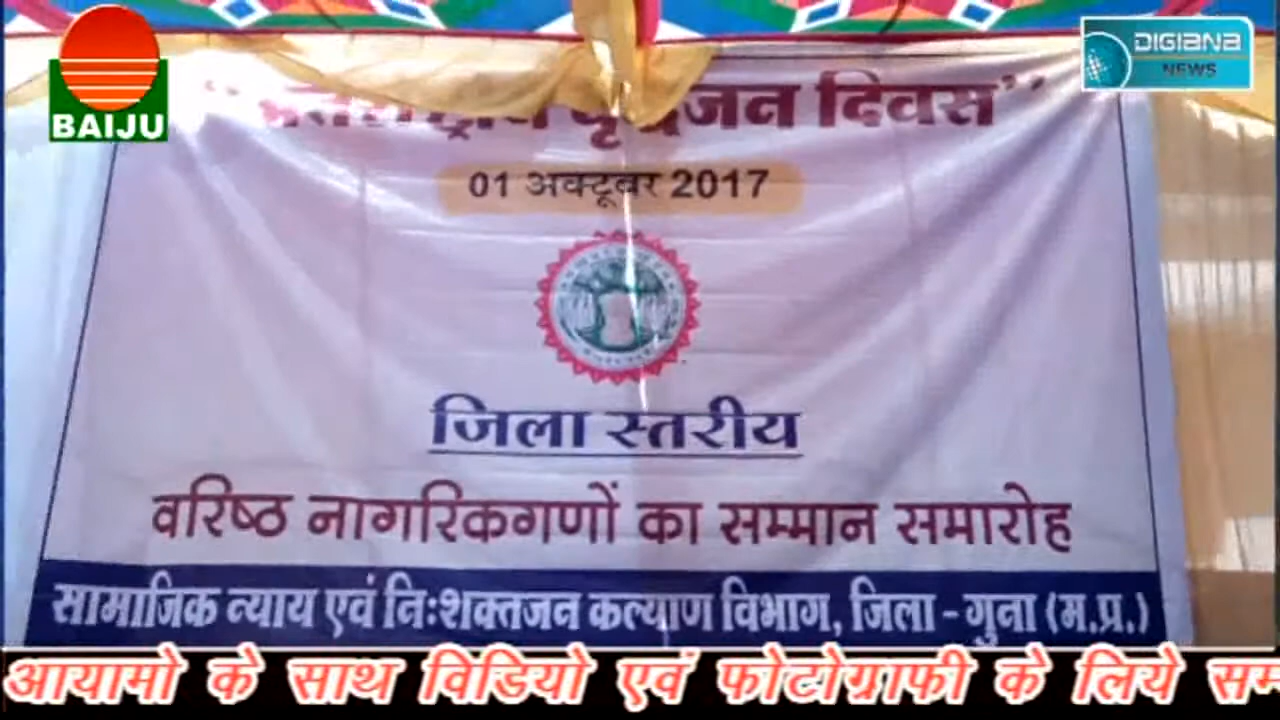 BAIJU
DIGIANA
NEWS
जन दिवस"
01 अक्टूबर 2017
जिला स्तरीय
वरिष्ठ नागरिकगणों का सम्मान समारोह
सामाजिक न्याय एवं निःशक्तजन कल्याण विभाग, जिला - गुना (म.प्र.)
आयामो के साथ विडियो एवं फोटोग्राफी के लिये सम